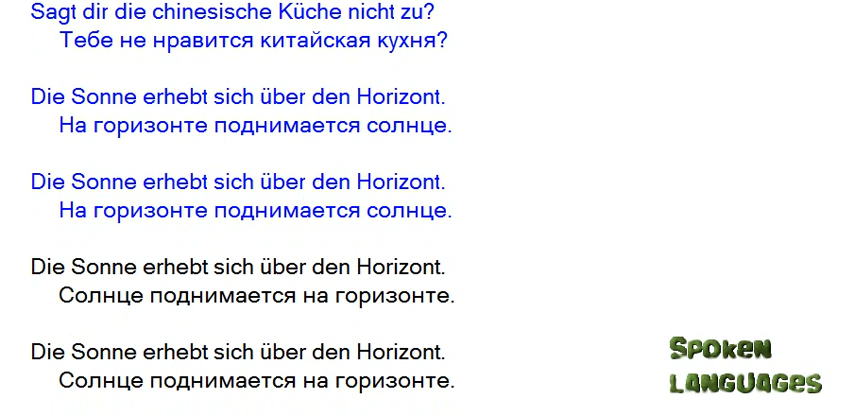 Sagt dir die chinesische Küche nicht zu?
Тебе не нравится китайская кухня?
Die Sonne erhebt sich über den Horizont.
На горизонте поднимается солнце.
Die Sonne erhebt sich über den Horizont.
На горизонте поднимается солнце.
Die Sonne erhebt sich über den Horizont.
Солнце поднимается на горизонте.
Die Sonne erhebt sich über den Horizont.
Солнце поднимается на горизонте.
Spoken
Languages